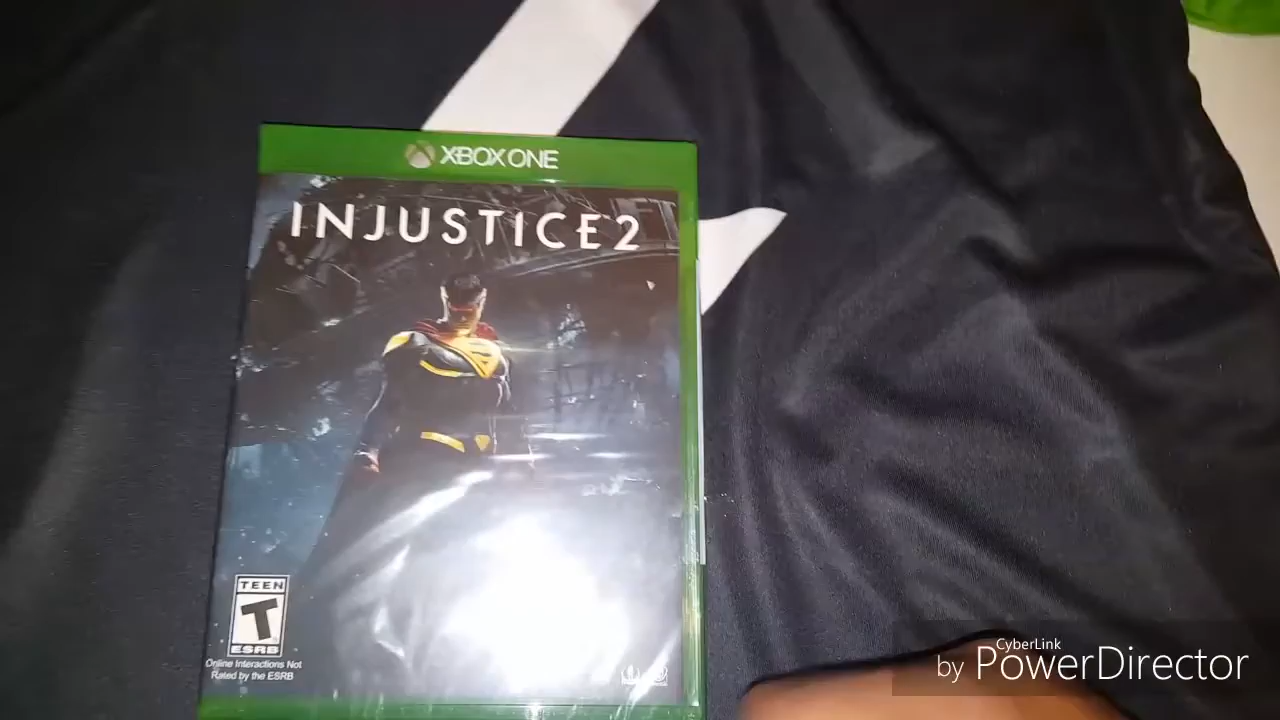 XBOX ONE
INJUSTICE 2
TEEN
T
ESRB
Online Interactions Not
Rated by the ESRB
CyberLink
by PowerDirector